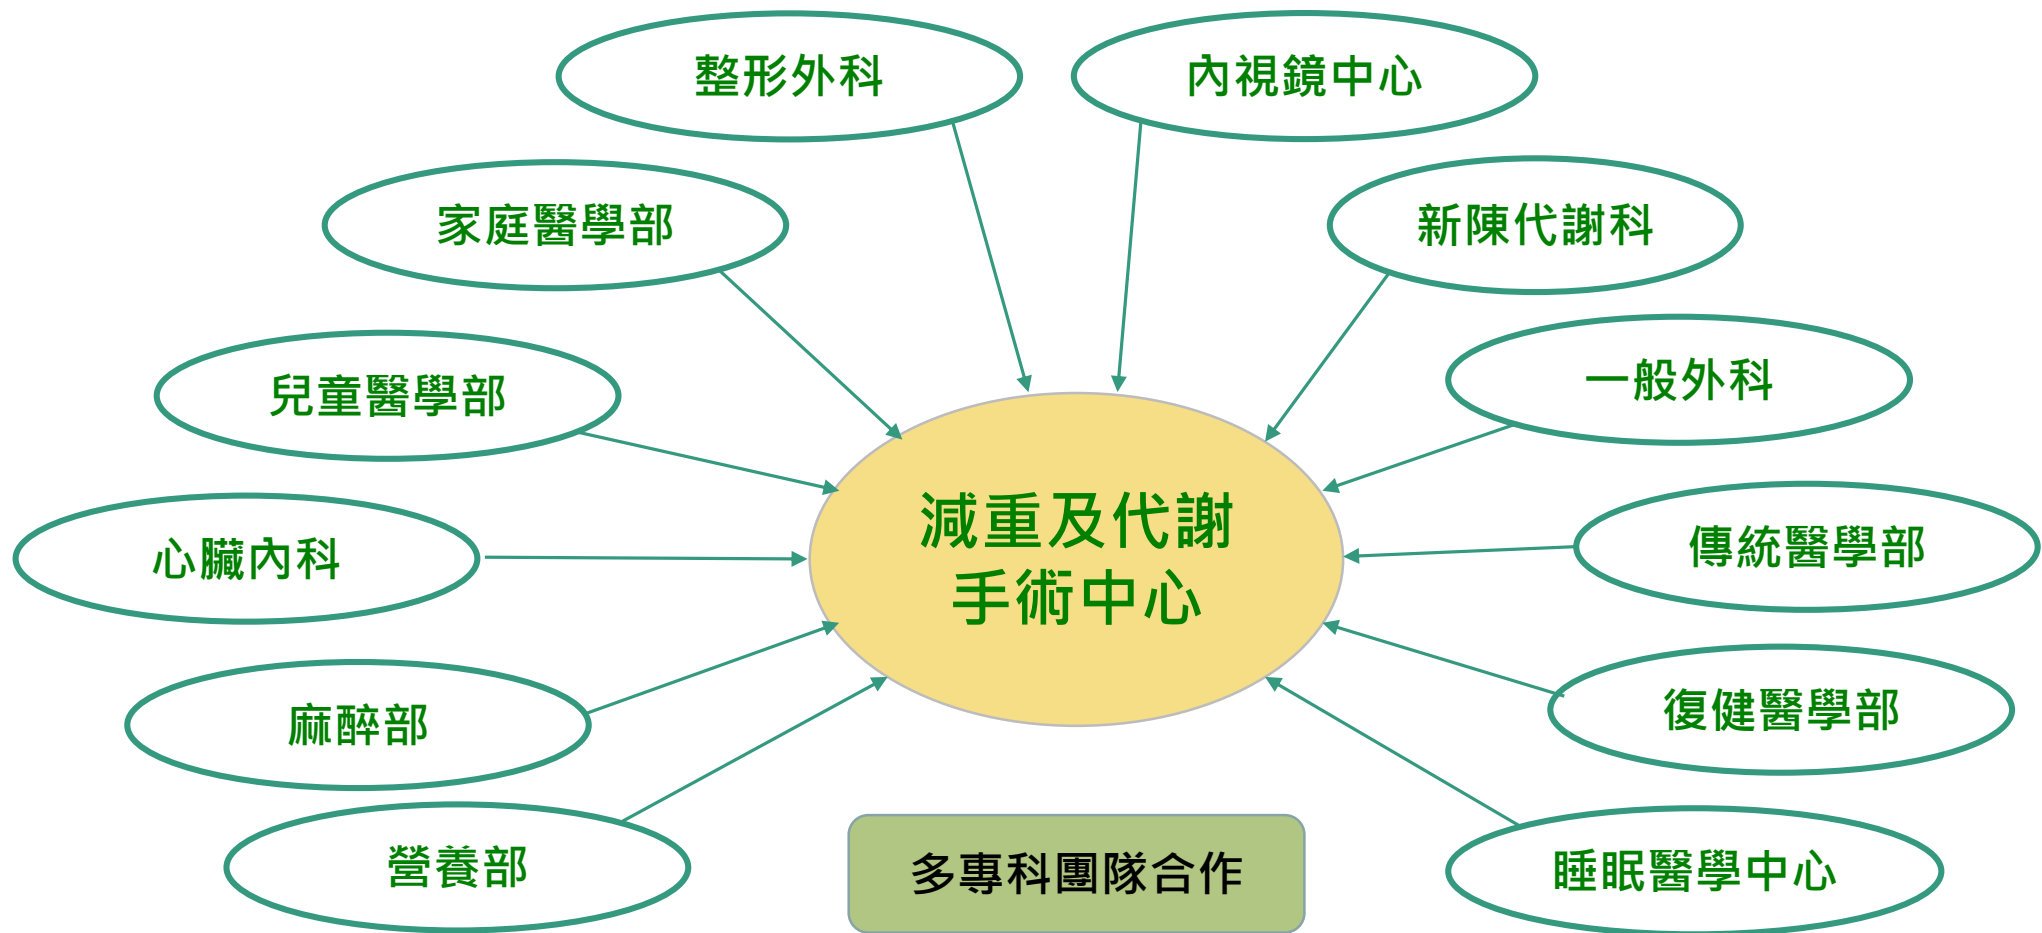 整形外科
內視鏡中心
家庭醫學部
新陳代謝科
兒童醫學部
一般外科
減重及代謝
手術中心
心臟內科
傳統醫學部
麻醉部
復健醫學部
營養部
多專科團隊合作
睡眠醫學中心